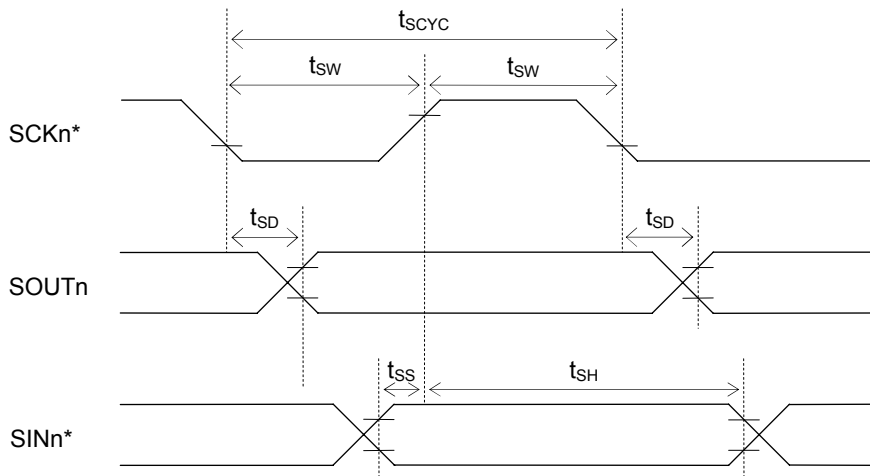 tSCYC
tSW tSW
SCKn*
tSD tSD
SOUTn
tSS tSH
SINn*